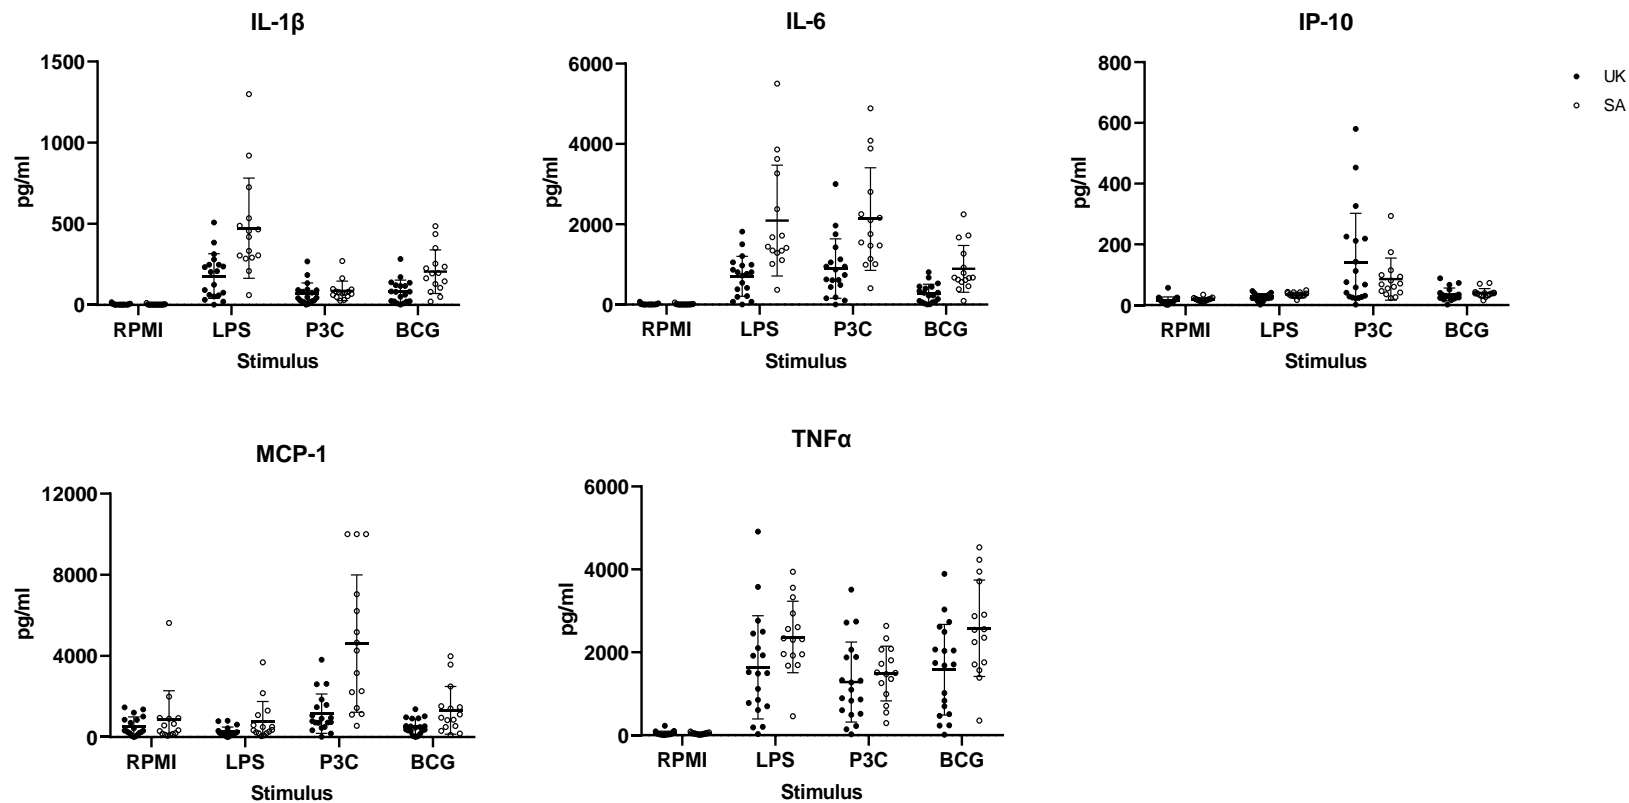 IL-1β
1500
1000
500
0
pg/ml
RPMI LPS P3C BCG
Stimulus
IL-6
6000
4000
2000
0
pg/ml
RPMI LPS P3C BCG
Stimulus
IP-10
800
600
400
200
0
pg/ml
RPMI LPS P3C BCG
Stimulus
UK
SA
MCP-1
12000
8000
4000
0
pg/ml
RPMI LPS P3C BCG
Stimulus
TNFα
6000
4000
2000
0
pg/ml
RPMI LPS P3C BCG
Stimulus